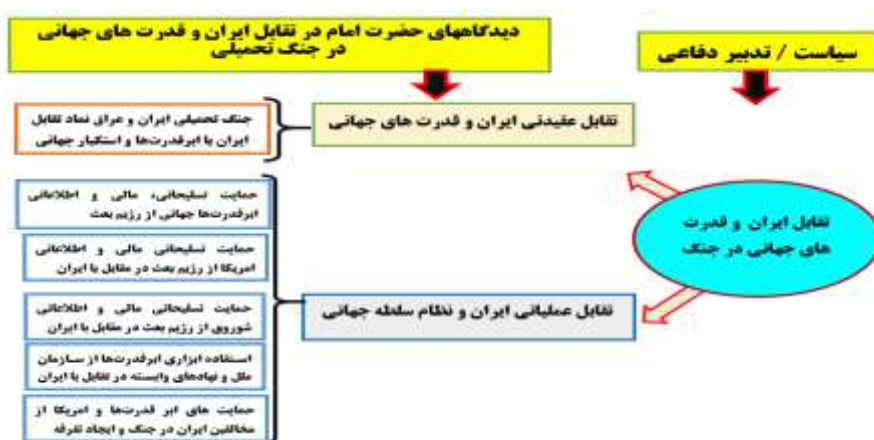 سیاست / تدبیر دفاعی
دیدگاههای حضرت امام در تقابل ایران و قدرت های جهانی
در جنگ تحمیلی
تقابل ایران و قدرت
های جهانی در جنگ
تقابل عقیدتی ایران و قدرت های جهانی
جنگ تحمیلی ایران و عراق نماد تقابل
ایران با ابرقدرت‌ها و استکبار جهانی
تقابل عملیاتی ایران و نظام سلطه جهانی
حمایت تسلیحاتی، مالی و اطلاعاتی
ابرقدرت‌ها جهانی از رژیم بعث
حمایت تسلیحاتی مالی و اطلاعاتی
امریکا از رژیم بعث در مقابل با ایران
حمایت تسلیحاتی مالی و اطلاعاتی
شوروی از رژیم بعث در مقابل با ایران
استفاده ابزاری ابرقدرت‌ها از سازمان
ملل و نهادهای وابسته در تقابل با ایران
حمایت های ابر قدرت‌ها و امریکا از
مخالفین ایران در جنگ و ایجاد تفرقه